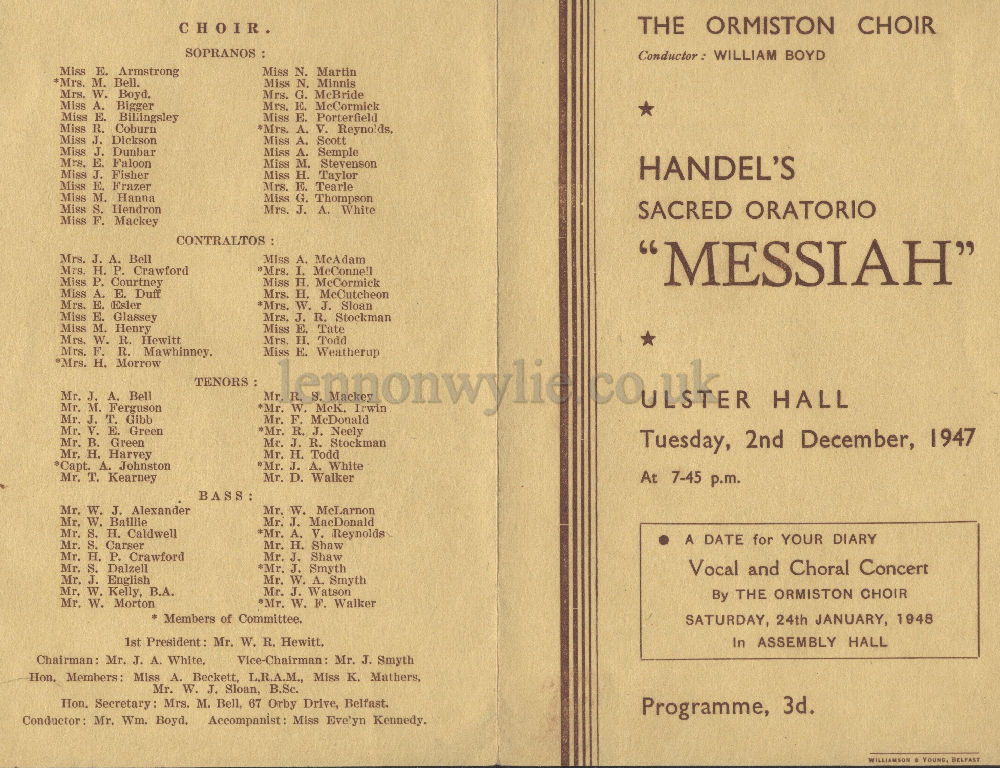 CHOIR.
SOPRANOS :
Miss E. Armstrong
*Mrs. M. Bell.
Mrs. W. Boyd.
Miss A. Bigger
Miss E. Billingsley
Miss R. Coburn
Miss J. Dickson
Miss J. Dunbar
Mrs. E. Faloon
Miss J. Fisher
Miss E. Frazer
Miss M. Hanna
Miss S. Hendron
Miss F. Mackey
Miss N. Martin
Miss N. Minnis
Mrs. G. McBride
Mrs. E. McCormick
Miss E. Porterfield
*Mrs. A. V. Reynolds.
Miss A. Scott
Miss A. Semple
Miss M. Stevenson
Miss H. Taylor
Mrs. E. Tearle
Miss G. Thompson
Mrs. J. A. White
CONTRALTOS :
Mrs. J. A. Bell
Mrs. H. P. Crawford
Miss P. Courtney
Miss A. E. Duff
Mrs. E. Esler
Miss E. Glassey
Miss M. Henry
Mrs. W. R. Hewitt
Mrs. F. R. Mawhinney.
*Mrs. H. Morrow
Miss A. McAdam
*Mrs. I. McConnell
Miss H. McCormick
Mrs. H. McCutcheon
*Mrs. W. J. Sloan
Mrs. J. R. Stockman
Miss E. Tate
Mrs. H. Todd
Miss E. Weatherup
TENORS :
Mr. J. A. Bell
Mr. M. Ferguson
Mr. J. T. Gibb
Mr. V. E. Green
Mr. B. Green
Mr. H. Harvey
*Capt. A. Johnston
Mr. T. Kearney
Mr. R. S. Mackey
*Mr. W. McK. Irwin
Mr. F. McDonald
*Mr. R. J. Neely
Mr. J. R. Stockman
Mr. H. Todd
*Mr. J. A. White
Mr. D. Walker
BASS :
Mr. W. J. Alexander
Mr. W. Baillie
Mr. S. H. Caldwell
Mr. S. Carser
Mr. H. P. Crawford
Mr. S. Dalzell
Mr. J. English
Mr. W. Kelly, B.A.
Mr. W. Morton
Mr. W. McLarnon
Mr. J. MacDonald
*Mr. A. V. Reynolds
Mr. H. Shaw
Mr. J. Shaw
*Mr. J. Smyth
Mr. W. A. Smyth
Mr. J. Watson
*Mr. W. F. Walker
* Members of Committee.
1st President: Mr. W. R. Hewitt.
Chairman: Mr. J. A. White. Vice-Chairman: Mr. J. Smyth
Hon. Members: Miss A. Beckett, L.R.A.M., Miss K. Mathers,
Mr. W. J. Sloan, B.Sc.
Hon. Secretary: Mrs. M. Bell, 67 Orby Drive, Belfast.
Conductor: Mr. Wm. Boyd. Accompanist: Miss Evelyn Kennedy.
THE ORMISTON CHOIR
Conductor : WILLIAM BOYD
HANDEL'S
SACRED ORATORIO
“MESSIAH”
ULSTER HALL
Tuesday, 2nd December, 1947
At 7-45 p.m.
● A DATE for YOUR DIARY
Vocal and Choral Concert
By THE ORMISTON CHOIR
SATURDAY, 24th JANUARY, 1948
In ASSEMBLY HALL
Programme, 3d.
WILLIAMSON & YOUNG, BELFAST
lennonwylie.co.uk